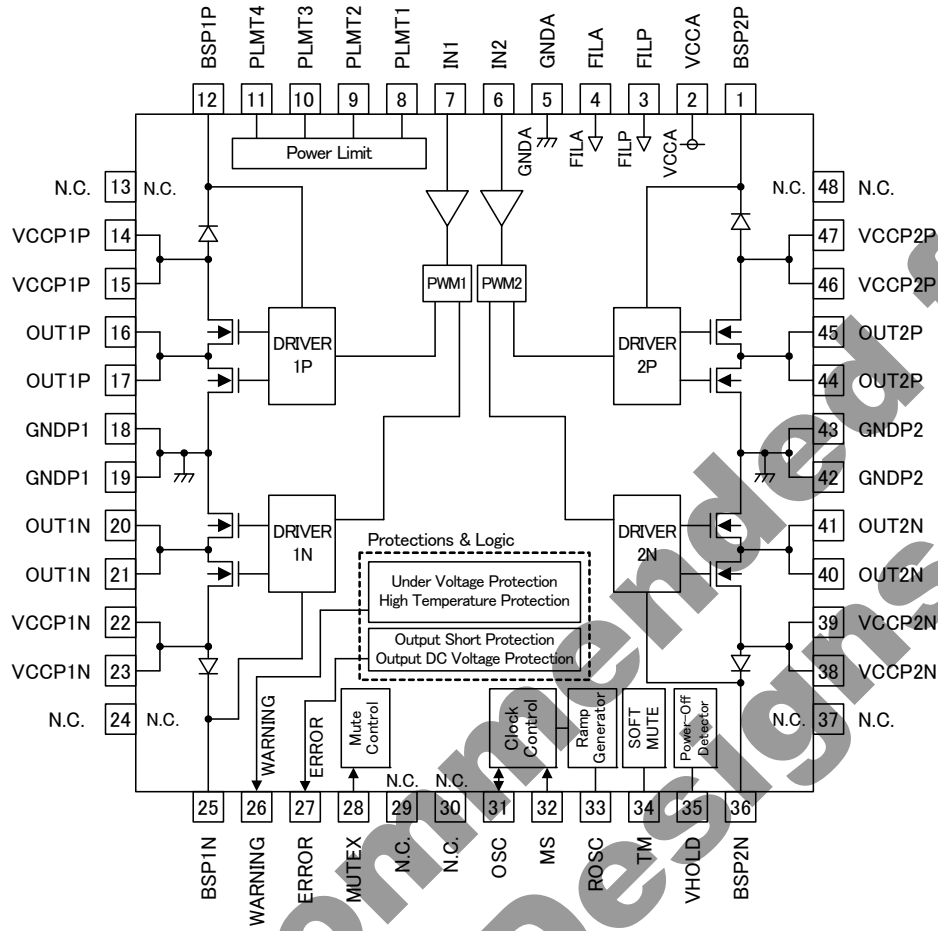 BSP1P PLMT4 PLMT3 PLMT2 PLMT1 IN1 IN2 GNDA FILA FILP VCCA BSP2P
12 11 10 9 8 7 6 5 4 3 2 1
Power Limit
GNDA FILA FILP VCCA
N.C. 13 N.C.
N.C. 48 N.C.
VCCP1P 14
47 VCCP2P
VCCP1P 15
46 VCCP2P
PWM1 PWM2
OUT1P 16
45 OUT2P
DRIVER
1P
DRIVER
2P
OUT1P 17
44 OUT2P
GNDP1 18
43 GNDP2
GNDP1 19
42 GNDP2
OUT1N 20
41 OUT2N
DRIVER
1N
DRIVER
2N
OUT1N 21
40 OUT2N
Protections & Logic
Under Voltage Protection
High Temperature Protection
Output Short Protection
Output DC Voltage Protection
VCCP1N 22
39 VCCP2N
VCCP1N 23
38 VCCP2N
N.C. 24 N.C.
N.C. 37 N.C.
WARNING
ERROR
Mute
Control
N.C. N.C.
Clock
Control
Ramp
Generator
SOFT
MUTE
Power-Off
Detector
25 26 27 28 29 30 31 32 33 34 35 36
BSP1N WARNING ERROR MUTEX N.C. N.C. OSC MS ROSC TM VHOLD BSP2N
ommended f
Designs